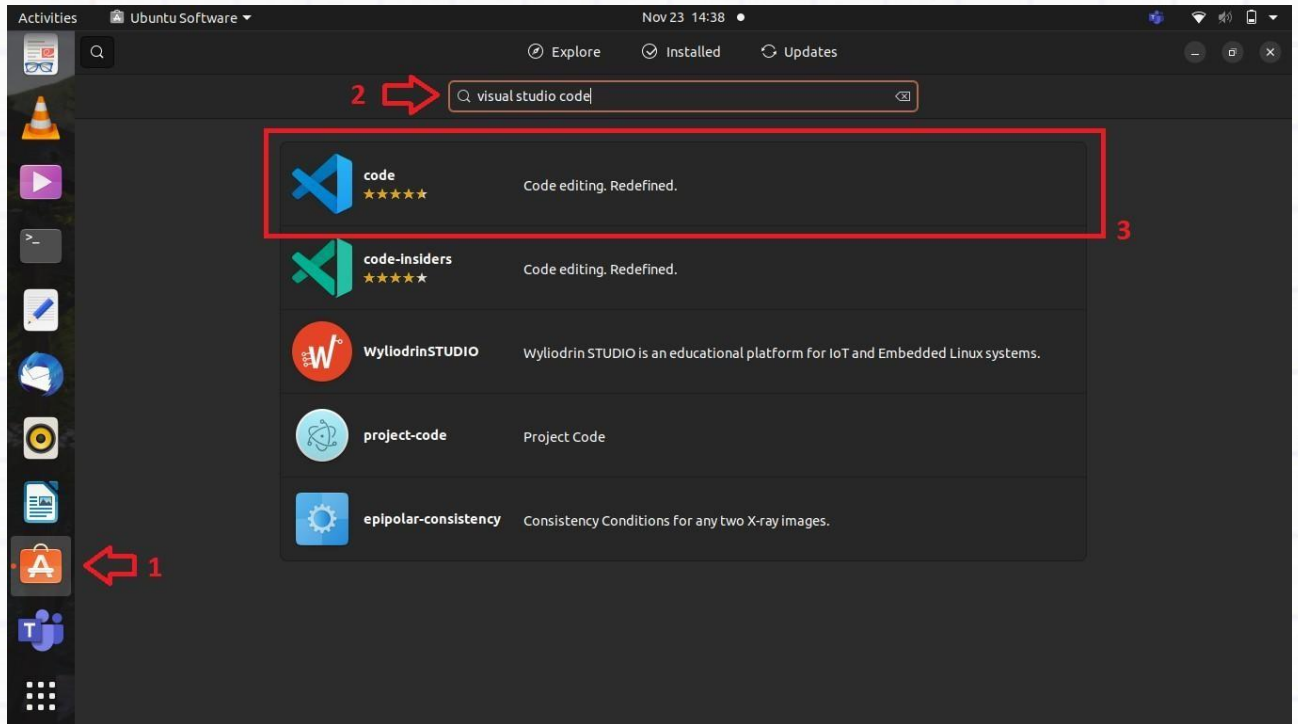 Activities Ubuntu Software Nov 23 14:38
Explore Installed Updates
2 visual studio code
code
Code editing. Redefined.
3
code-insiders
Code editing. Redefined.
WyliodrinSTUDIO
Wyliodrin STUDIO is an educational platform for IoT and Embedded Linux systems.
project-code
Project Code
epipolar-consistency
Consistency Conditions for any two X-ray images.
1